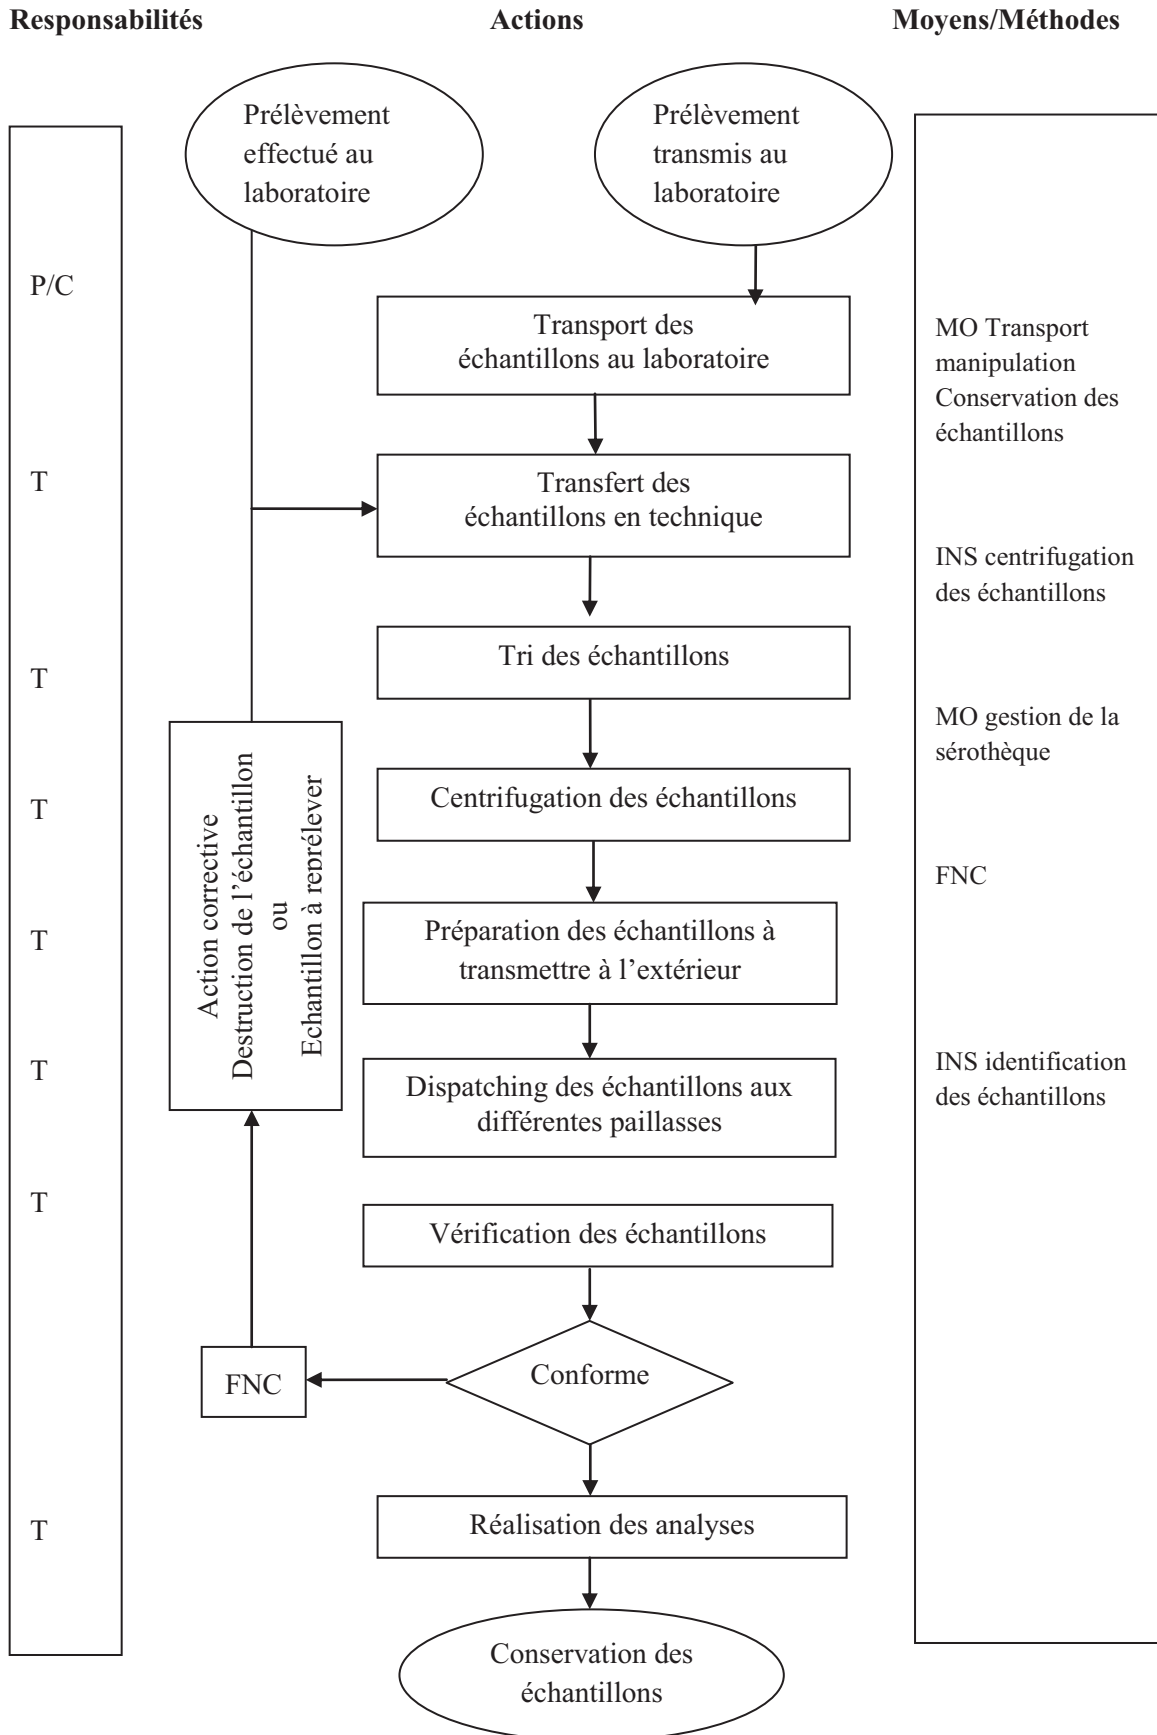 Responsabilités
Actions
Moyens/Méthodes
Prélèvement
effectué au
laboratoire
Prélèvement
transmis au
laboratoire
P/C
Transport des
échantillons au laboratoire
MO Transport
manipulation
Conservation des
échantillons
T
Transfert des
échantillons en technique
INS centrifugation
des échantillons
T
Tri des échantillons
MO gestion de la
sérothèque
T
Centrifugation des échantillons
FNC
Action corrective
Destruction de l’échantillon
ou
Echantillon à reprélever
T
Préparation des échantillons à
transmettre à l’extérieur
T
Dispatching des échantillons aux
différentes paillasses
INS identification
des échantillons
T
Vérification des échantillons
Conforme
FNC
T
Réalisation des analyses
Conservation des
échantillons